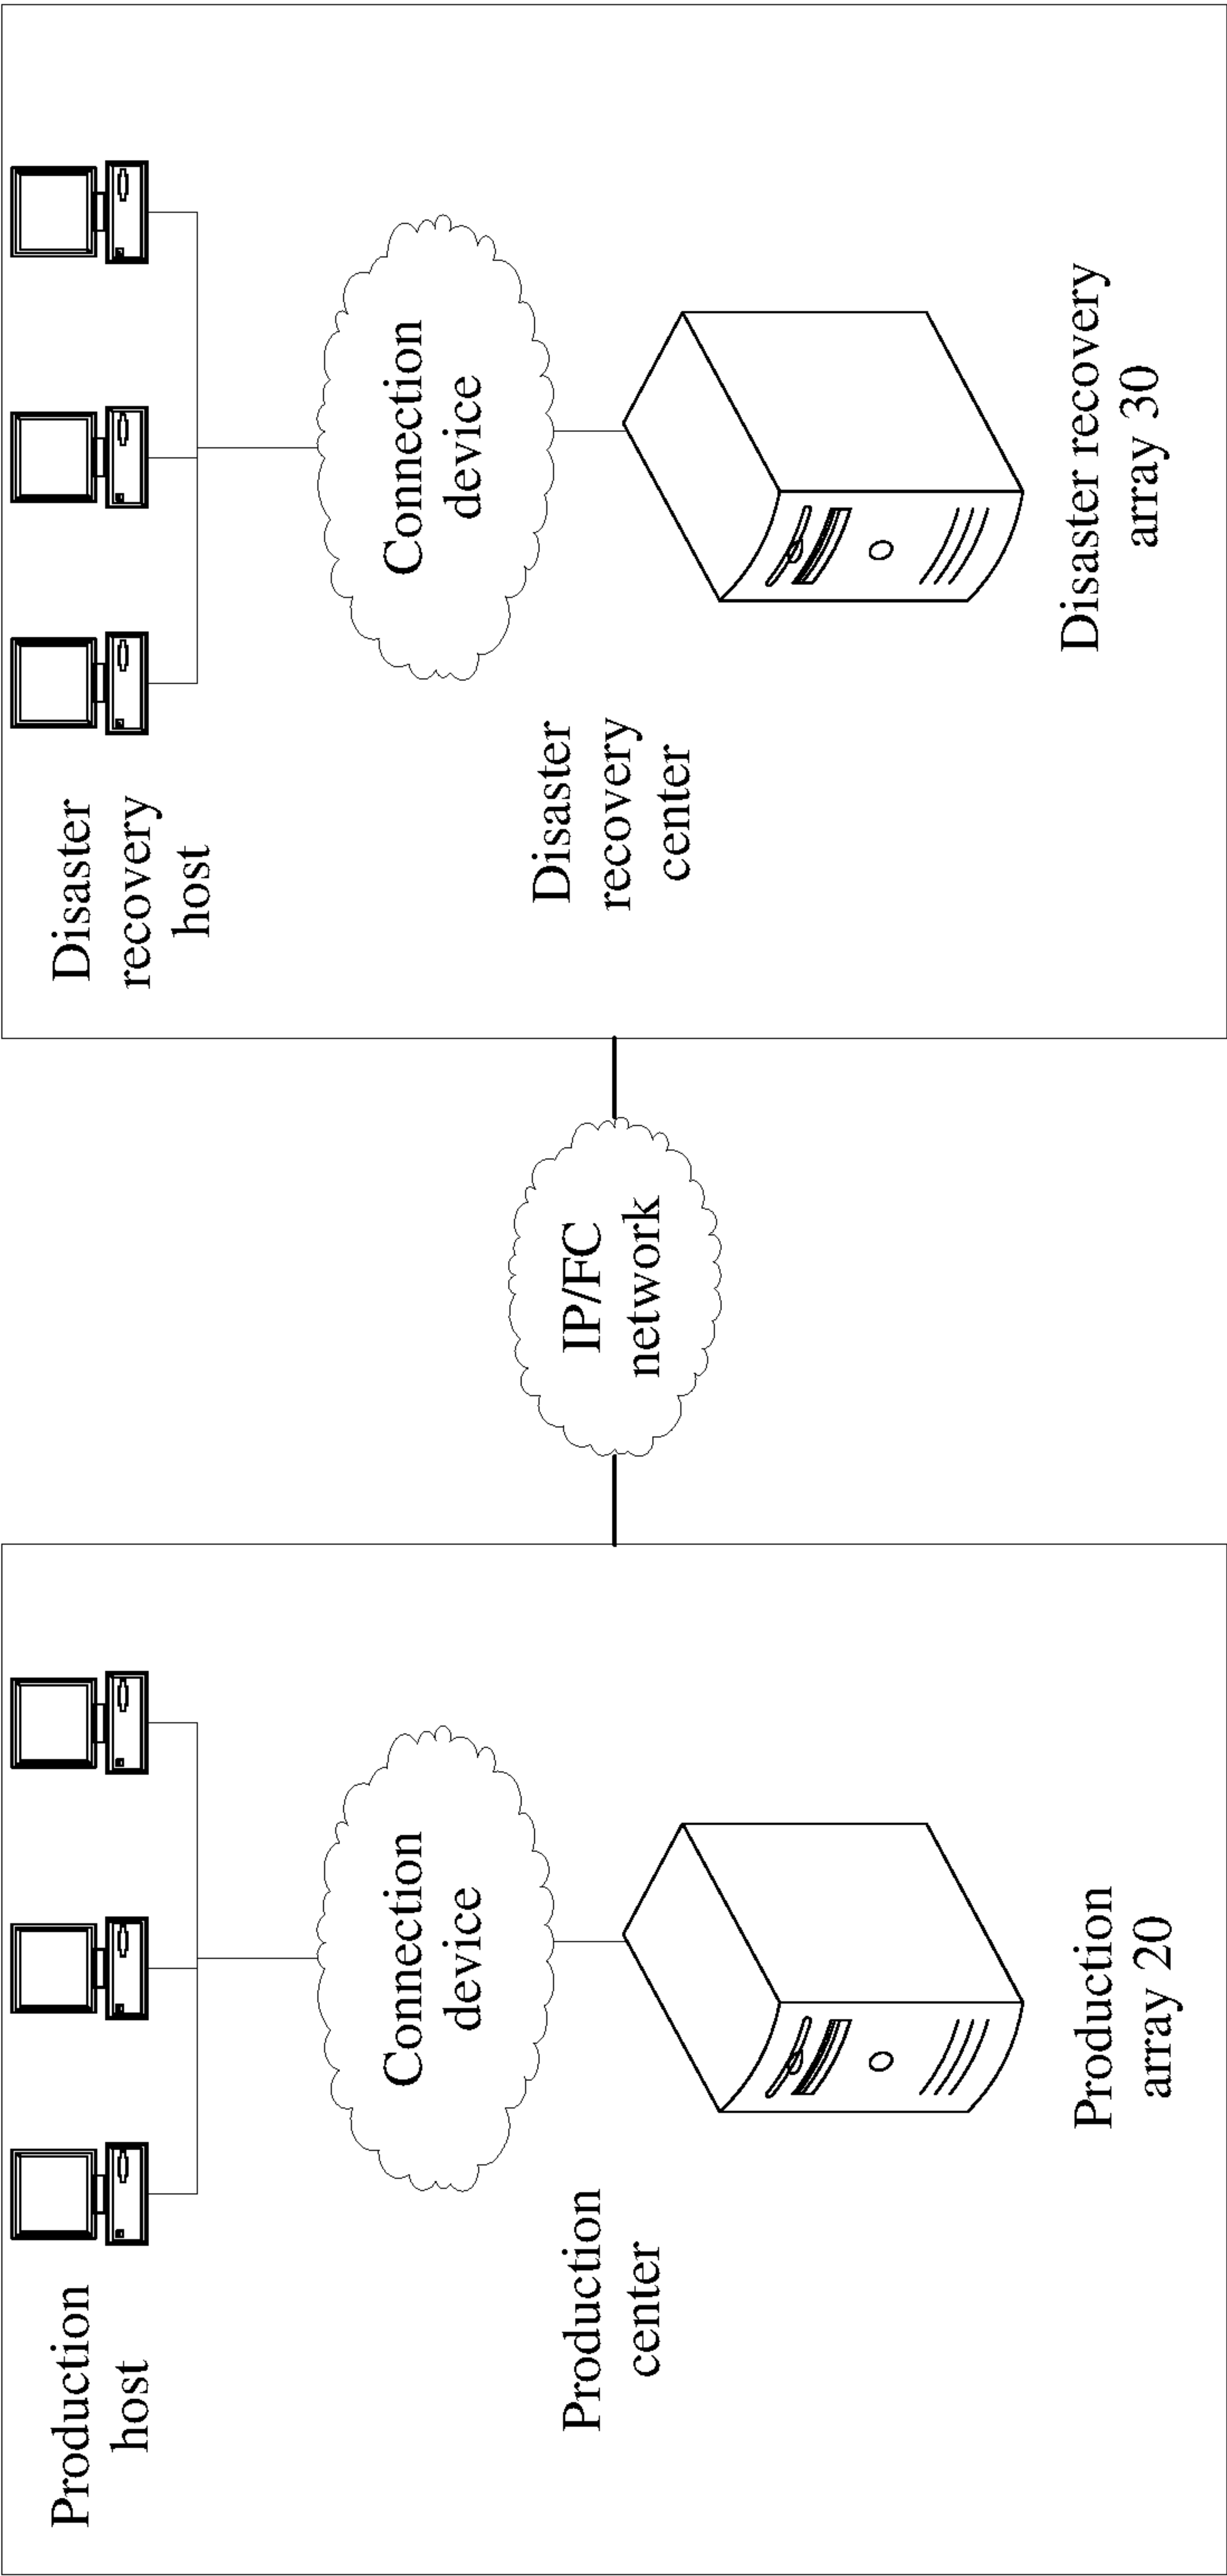 Production
host
Connection
device
Production
center
Production
array 20
IP/FC
network
Disaster
recovery
host
Connection
device
Disaster
recovery
center
Disaster recovery
array 30